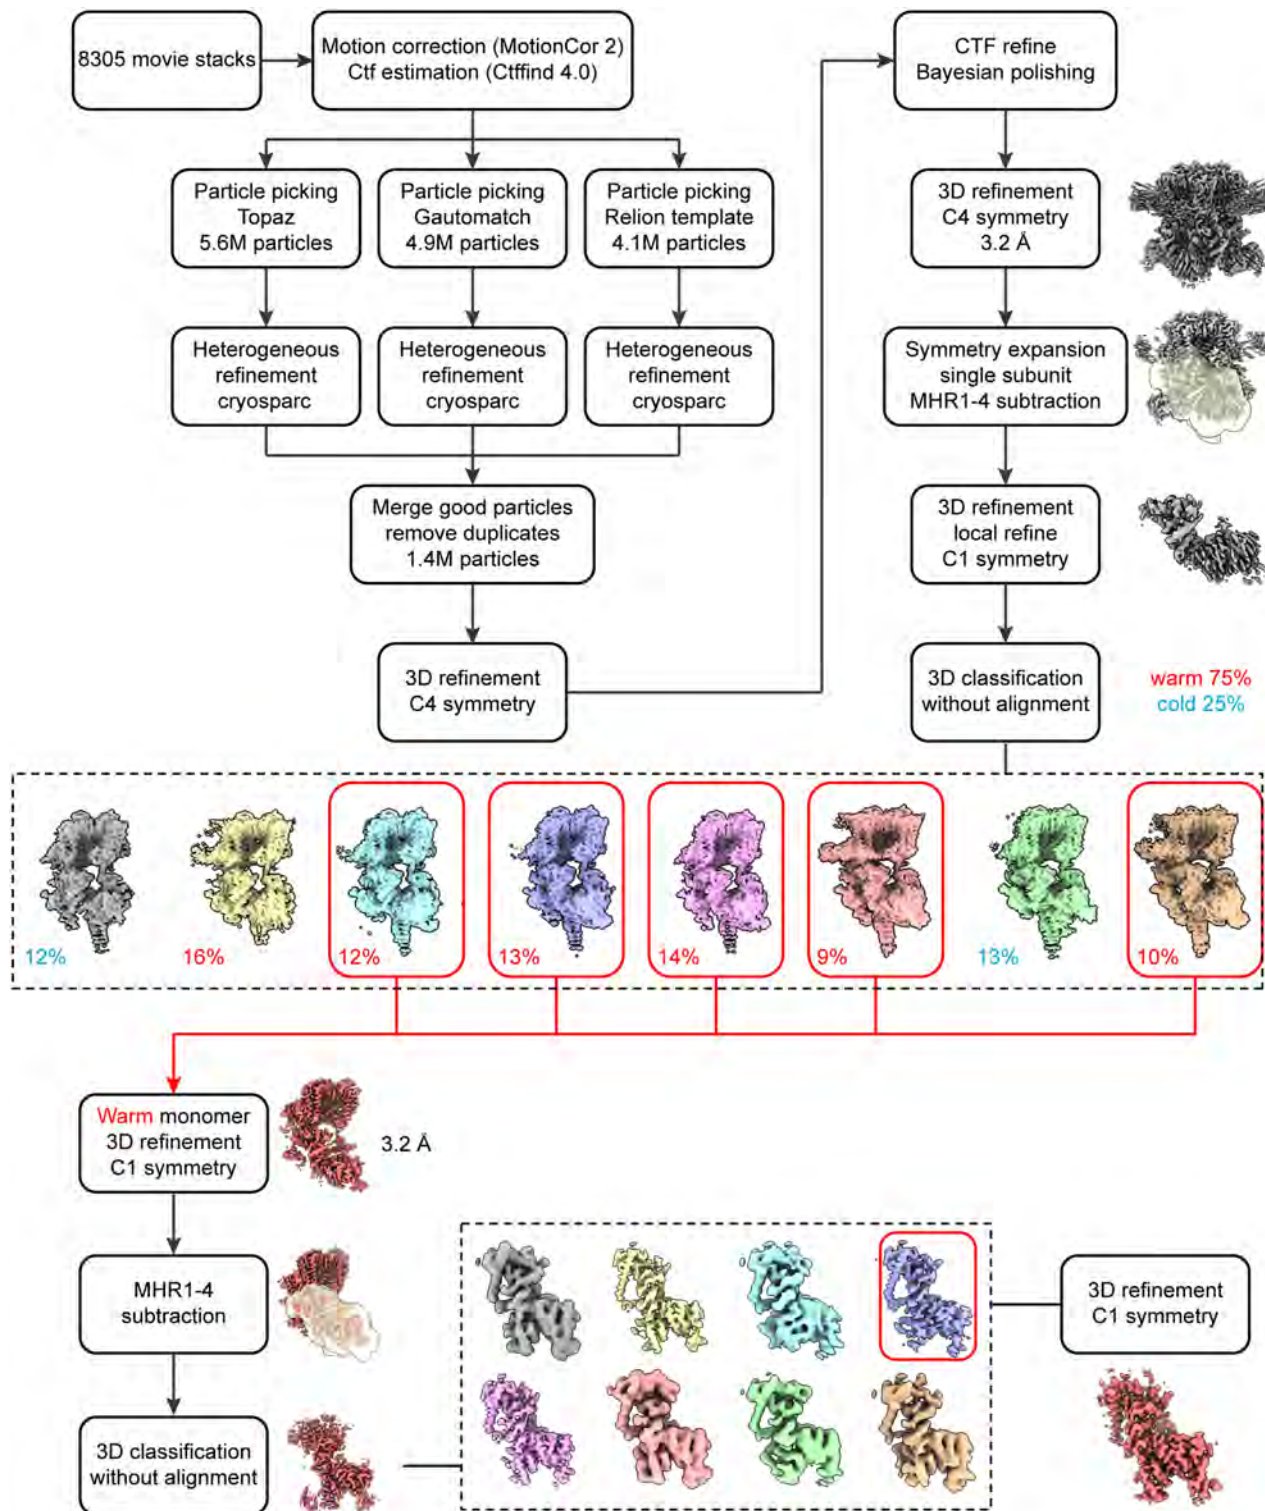 8305 movie stacks
Motion correction (MotionCor 2)
Ctf estimation (Ctffind 4.0)
CTF refine
Bayesian polishing
Particle picking
Topaz
5.6M particles
Particle picking
Gautomatch
4.9M particles
Particle picking
Relion template
4.1M particles
3D refinement
C4 symmetry
3.2 Å
Heterogeneous
refinement
cryosparc
Heterogeneous
refinement
cryosparc
Heterogeneous
refinement
cryosparc
Symmetry expansion
single subunit
MHR1-4 subtraction
Merge good particles
remove duplicates
1.4M particles
3D refinement
local refine
C1 symmetry
3D refinement
C4 symmetry
3D classification
without alignment
warm 75%
cold 25%
12%
16%
12%
13%
14%
9%
13%
10%
Warm monomer
3D refinement
C1 symmetry
3.2 Å
MHR1-4
subtraction
3D refinement
C1 symmetry
3D classification
without alignment